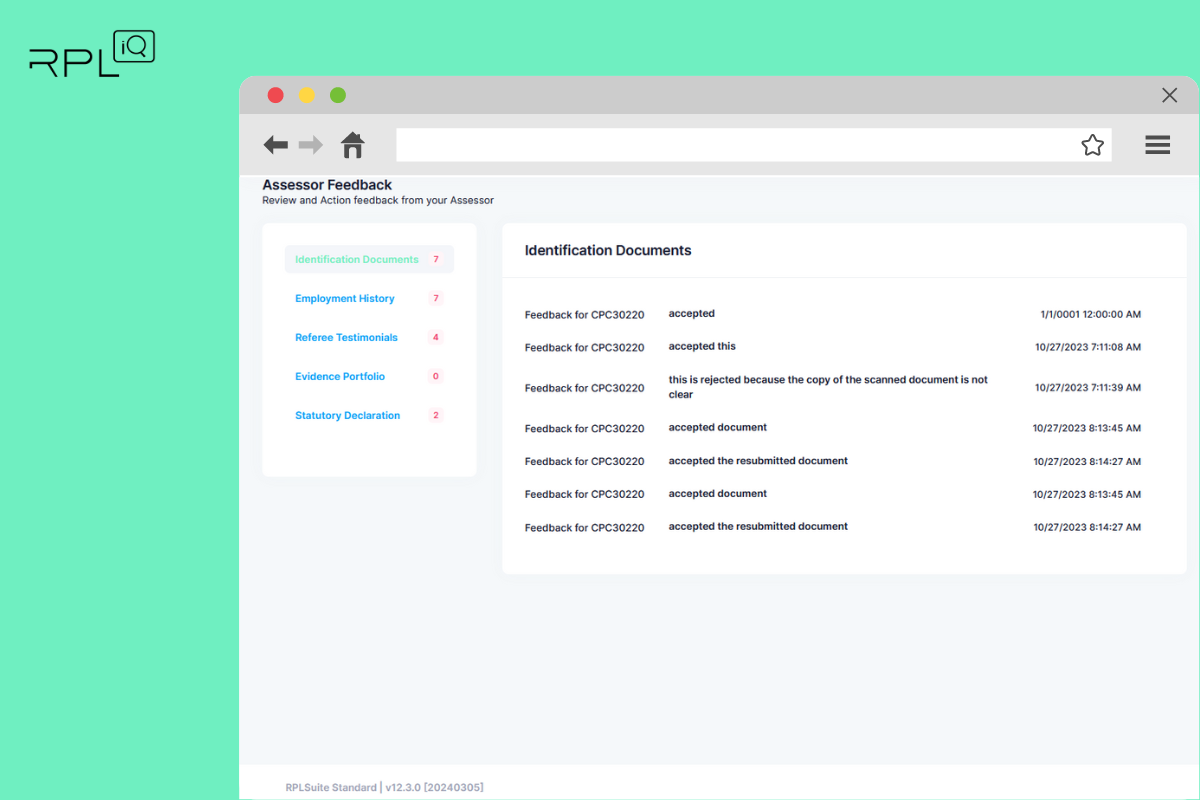 RPL iQ
Assessor Feedback
Review and Action feedback from your Assessor
Identification Documents 7
Employment History 7
Referee Testimonials 4
Evidence Portfolio 0
Statutory Declaration 2
Identification Documents
Feedback for CPC30220 accepted 1/1/0001 12:00:00 AM
Feedback for CPC30220 accepted this 10/27/2023 7:11:08 AM
Feedback for CPC30220 this is rejected because the copy of the scanned document is not
clear 10/27/2023 7:11:39 AM
Feedback for CPC30220 accepted document 10/27/2023 8:13:45 AM
Feedback for CPC30220 accepted the resubmitted document 10/27/2023 8:14:27 AM
Feedback for CPC30220 accepted document 10/27/2023 8:13:45 AM
Feedback for CPC30220 accepted the resubmitted document 10/27/2023 8:14:27 AM
RPLSuite Standard | v12.3.0 [20240305]